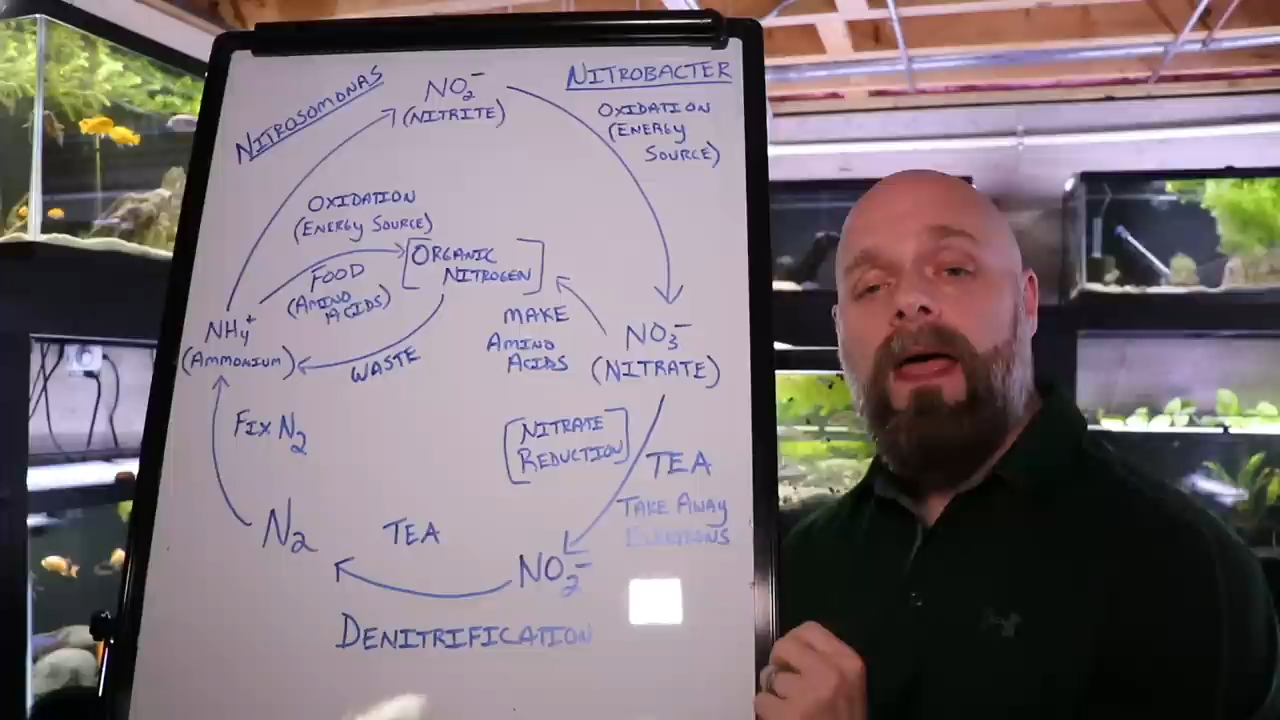 NITROSOMONAS
NO2-
(NITRITE)
NITROBACTER
OXIDATION
(ENERGY
SOURCE)
OXIDATION
(ENERGY SOURCE)
FOOD
(AMINO
ACIDS)
[ORGANIC
NITROGEN]
NH4+
(AMMONIUM)
WASTE
MAKE
AMINO
ACIDS
NO3-
(NITRATE)
FIX N2
[NITRATE
REDUCTION]
TEA
TAKE AWAY
ELECTRONS
N2
TEA
NO2-
DENITRIFICATION